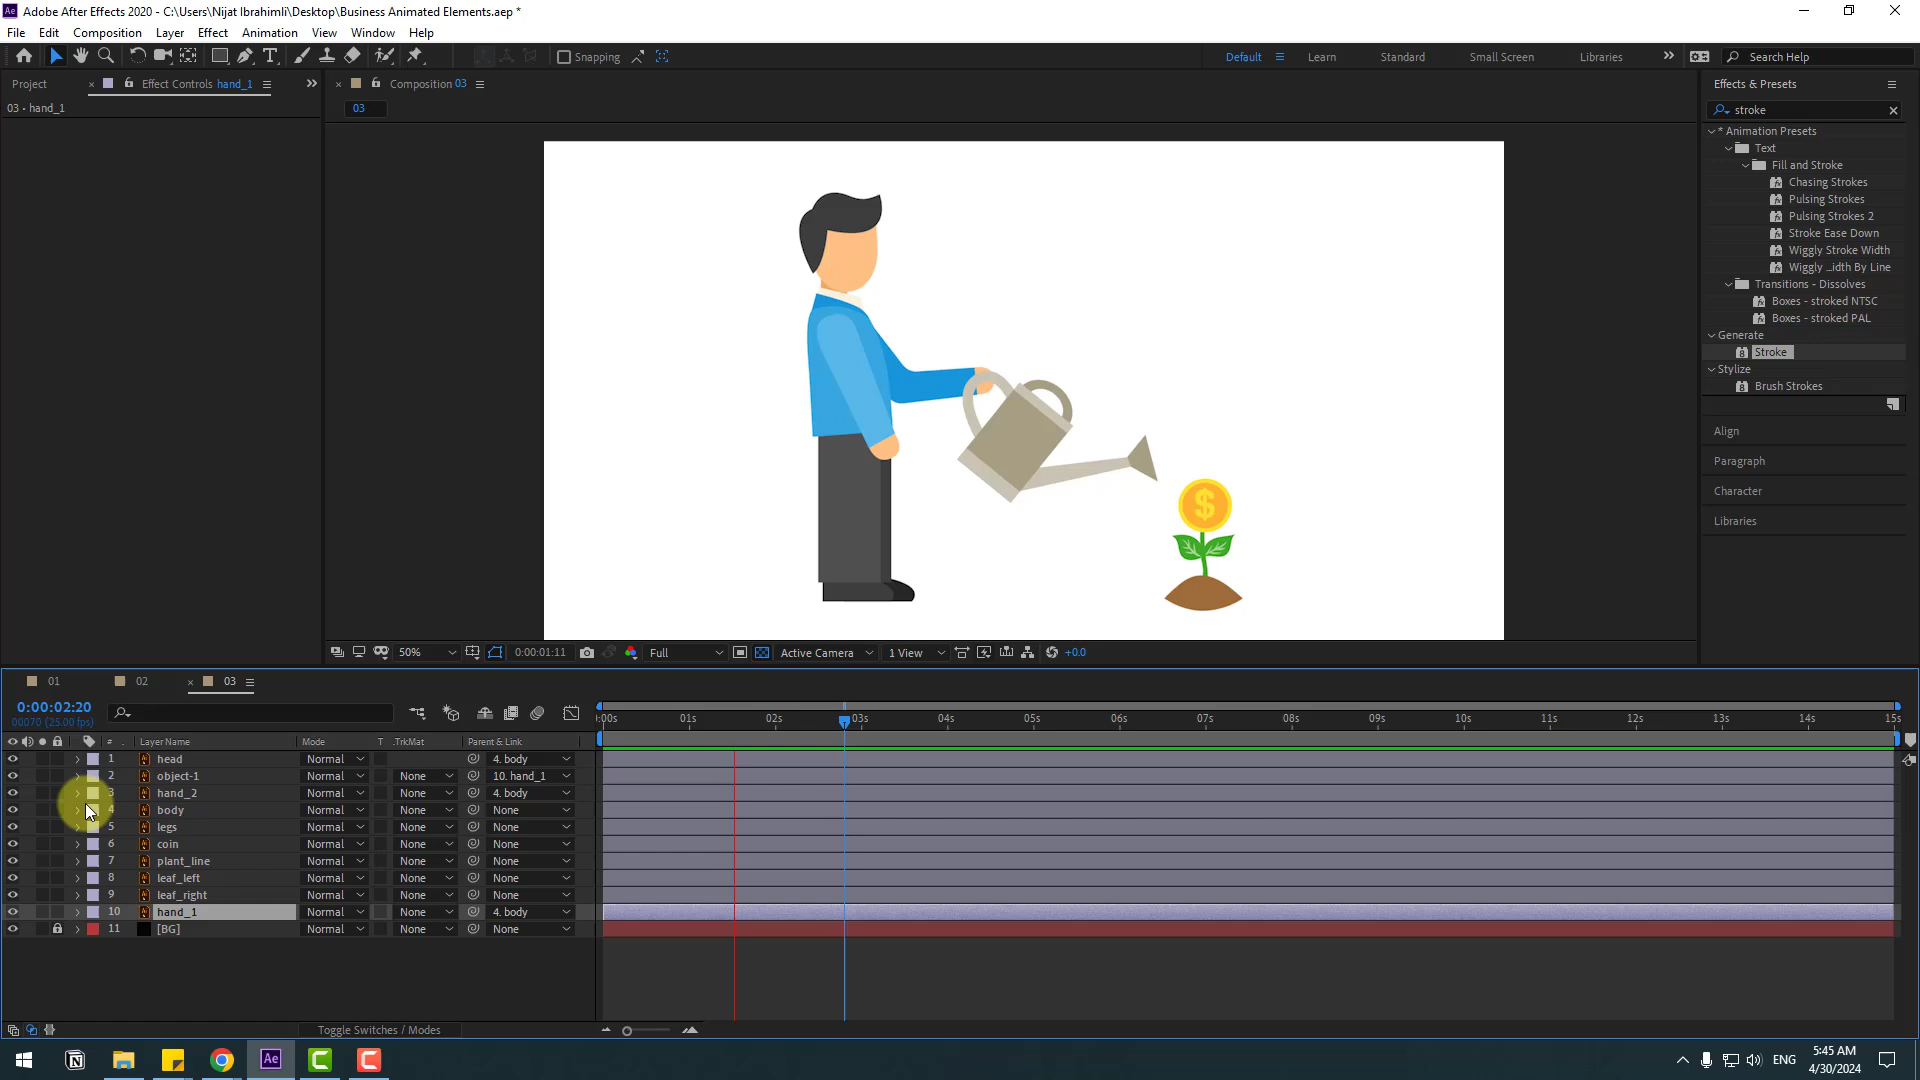 Adobe After Effects 2020 - C:\Users\Nijat Ibrahimli\Desktop\Business Animated Elements.aep *
File Edit Composition Layer Effect Animation View Window Help
Snapping Default Learn Standard Small Screen Libraries Search Help
Project Effect Controls hand_1 Composition 03 Effects & Presets
03 • hand_1
03
stroke
* Animation Presets
Text
Fill and Stroke
Chasing Strokes
Pulsing Strokes
Pulsing Strokes 2
Stroke Ease Down
Wiggly Stroke Width
Wiggly ...idth By Line
Transitions - Dissolves
Boxes - stroked NTSC
Boxes - stroked PAL
Generate
Stroke
Stylize
Brush Strokes
Align
Paragraph
Character
Libraries
$
50% 0:00:01:11 Full Active Camera 1 View +0.0
01 02 03
0:00:02:20
00070 (25.00 fps)
:00s 01s 02s 03s 04s 05s 06s 07s 08s 09s 10s 11s 12s 13s 14s 15s
# . Layer Name Mode T .TrkMat Parent & Link
1 head Normal 4. body
2 object-1 Normal None 10. hand_1
3 hand_2 Normal None 4. body
4 body Normal None None
5 legs Normal None None
6 coin Normal None None
7 plant_line Normal None None
8 leaf_left Normal None None
9 leaf_right Normal None None
10 hand_1 Normal None 4. body
11 [BG] Normal None None
Toggle Switches / Modes
Ae
ENG
5:45 AM
4/30/2024